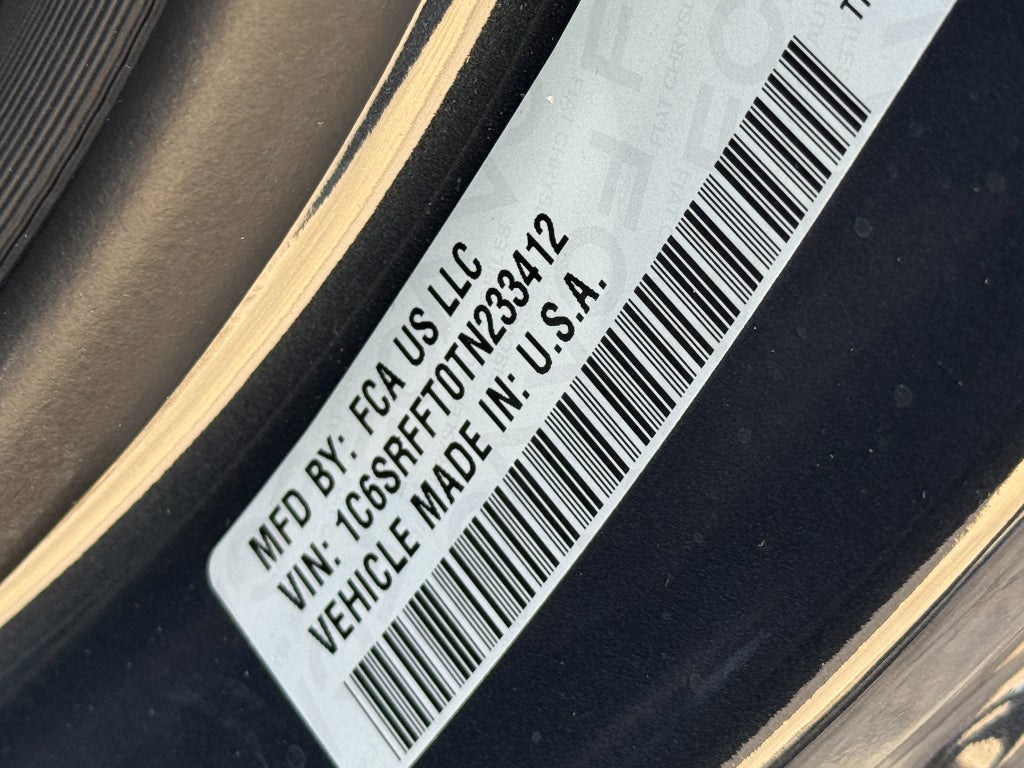 MFD BY: FCA US LLC
VIN: 1C6SRFFT0TN233412
VEHICLE MADE IN: U.S.A.